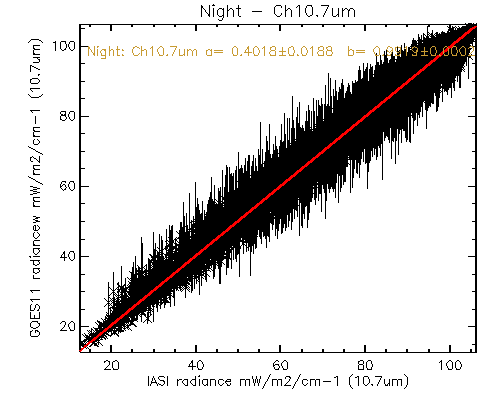 Night - Ch10.7um
Night: Ch10.7um a= 0.4018±0.0188 b=
100
80
60
40
20
GOES11 radiancew mW/m2/cm-1 (10.7um)
20 40 60 80 100
IASI radiance mW/m2/cm-1 (10.7um)